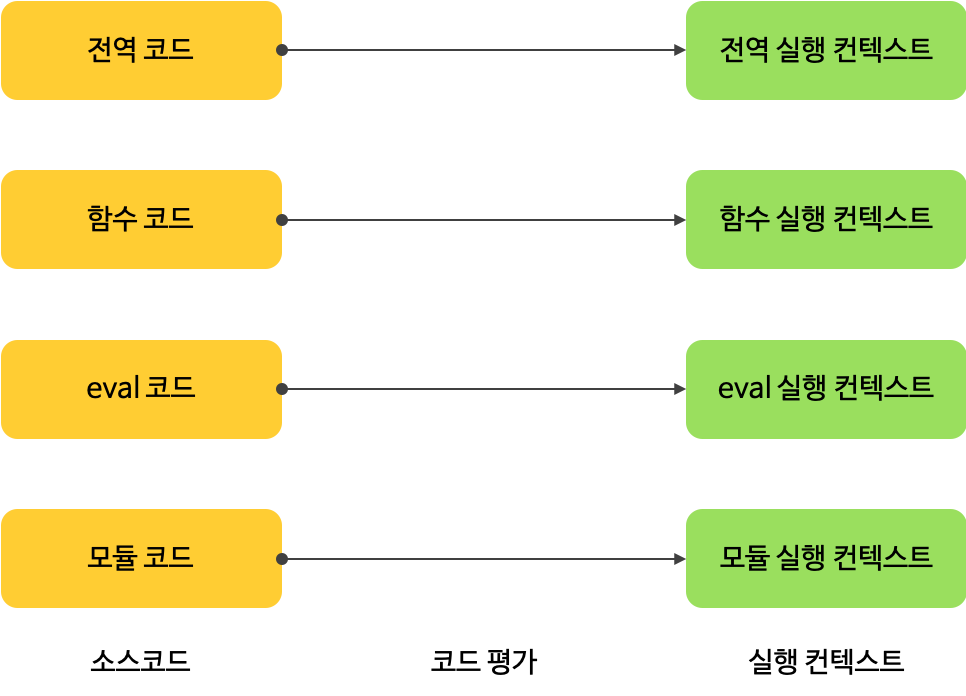 전역 코드
전역 실행 컨텍스트
함수 코드
함수 실행 컨텍스트
eval 코드
eval 실행 컨텍스트
모듈 코드
모듈 실행 컨텍스트
소스코드
코드 평가
실행 컨텍스트